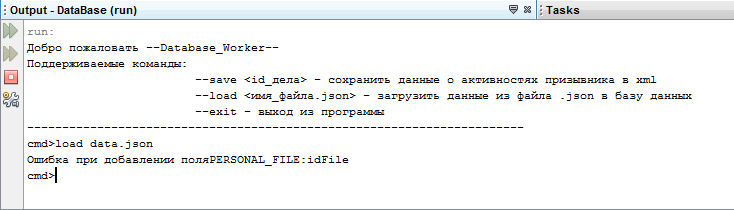 Output - DataBase (run)
Tasks
run:
Добро пожаловать --Database_Worker--
Поддерживаемые команды:
--save <id_дела> - сохранить данные о активностях призывника в xml
--load <имя_файла.json> - загрузить данные из файла .json в базу данных
--exit - выход из программы
-----------------------------------------------------------------------
cmd>load data.json
Ошибка при добавлении поляPERSONAL_FILE:idFile
cmd>